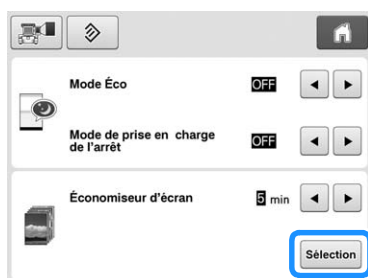 Mode Éco OFF
Mode de prise en charge
de l'arrêt OFF
Économiseur d'écran 5 min
Sélection